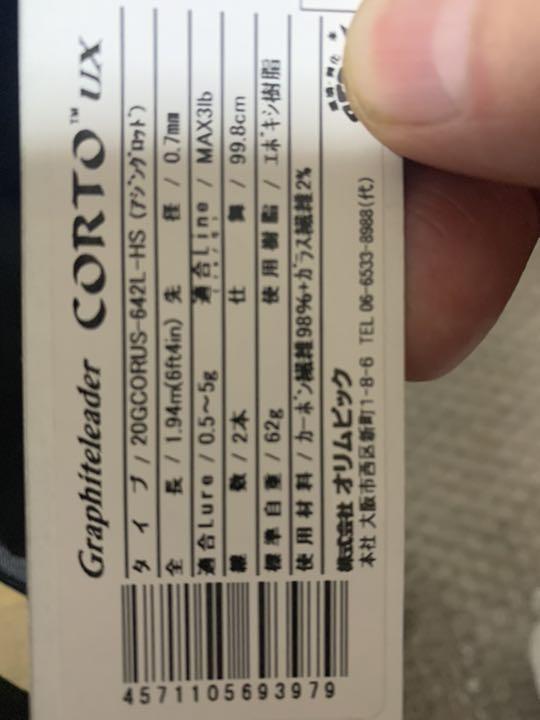 Graphiteleader CORTO™ UX
タイプ / 20GCORUS-642L-HS (アジングロッド)
全長 / 1.94m(6ft4in) 先径 / 0.7mm
適合Lure / 0.5〜5g 適合Line / MAX3lb
継数 / 2本 仕舞 / 99.8cm
標準自重 / 62g 使用樹脂 / エポキシ樹脂
使用材料 / カーボン繊維98%+ガラス繊維2%
株式会社 オリムピック
本社 大阪市西区新町1-8-6 TEL 06-6533-8988(代)
4571105693979